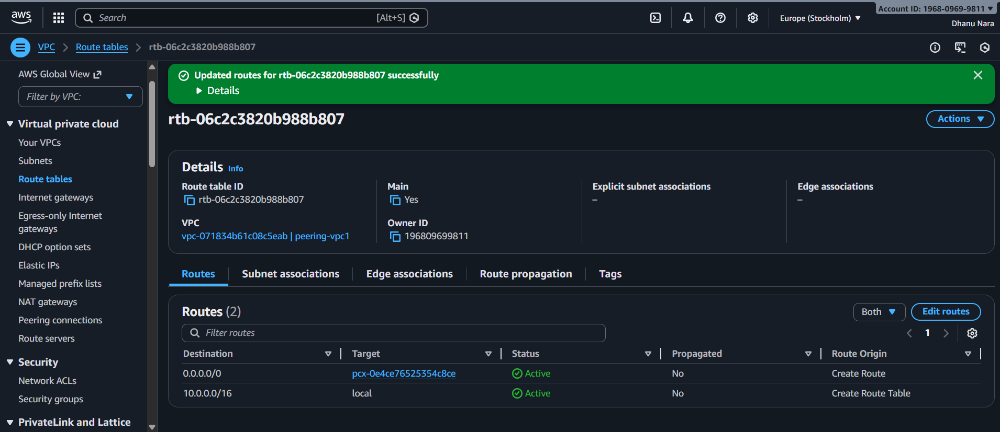 aws
Search
[Alt+S]
Europe (Stockholm)
Account ID: 1968-0969-9811
Dhanu Nara
VPC
Route tables
rtb-06c2c3820b988b807
AWS Global View
Filter by VPC:
Virtual private cloud
Your VPCs
Subnets
Route tables
Internet gateways
Egress-only Internet
gateways
DHCP option sets
Elastic IPs
Managed prefix lists
NAT gateways
Peering connections
Route servers
Security
Network ACLs
Security groups
PrivateLink and Lattice
Updated routes for rtb-06c2c3820b988b807 successfully
Details
rtb-06c2c3820b988b807
Actions
Details Info
Route table ID
rtb-06c2c3820b988b807
Main
Yes
Explicit subnet associations
–
Edge associations
–
VPC
vpc-071834b61c08c5eab | peering-vpc1
Owner ID
196809699811
Routes
Subnet associations
Edge associations
Route propagation
Tags
Routes (2)
Both
Edit routes
Filter routes
1
Destination Target Status Propagated Route Origin
0.0.0.0/0 pcx-0e4ce76525354c8ce Active No Create Route
10.0.0.0/16 local Active No Create Route Table